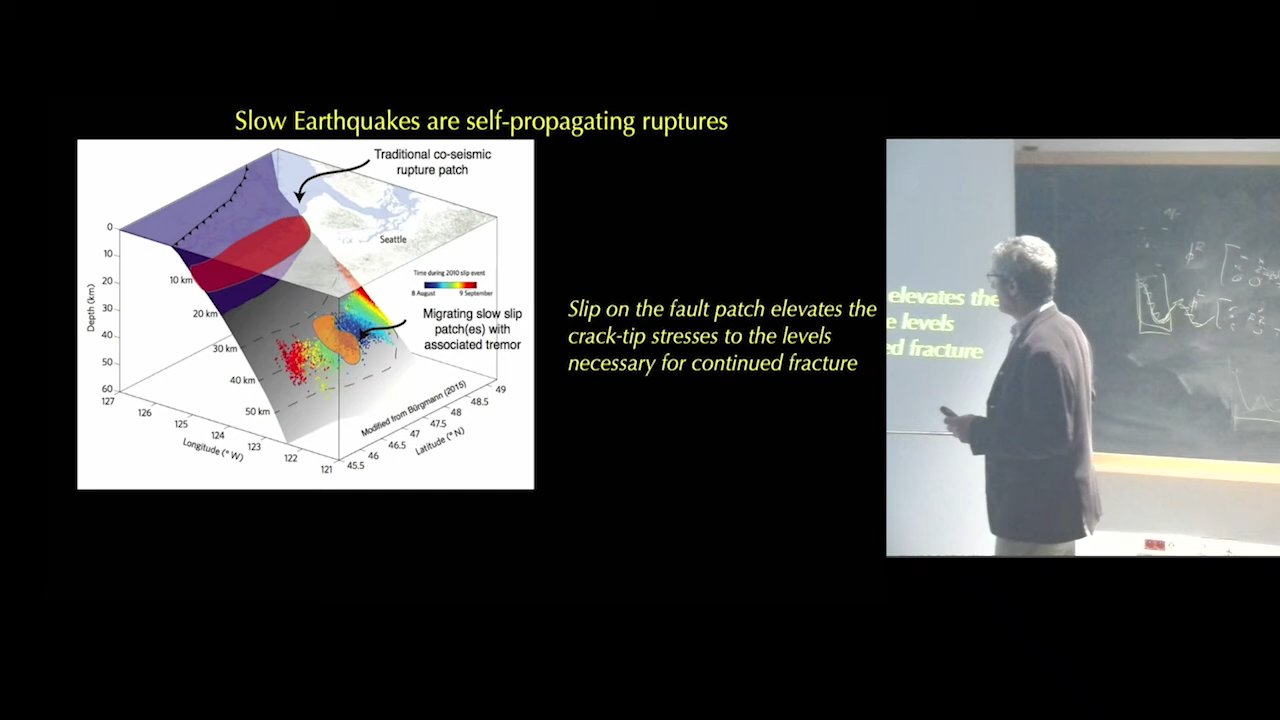 Slow Earthquakes are self-propagating ruptures
Traditional co-seismic
rupture patch
Seattle
Time during 2010 slip event
8 August
9 September
Migrating slow slip
patch(es) with
associated tremor
0
10
20
30
40
50
60
Depth (km)
10 km
20 km
30 km
40 km
50 km
127
126
125
124
123
122
121
Longitude (° W)
45.5
46
46.5
47
47.5
48
48.5
49
Latitude (° N)
Modified from Bürgmann (2015)
Slip on the fault patch elevates the
crack-tip stresses to the levels
necessary for continued fracture
elevates the
e levels
ed fracture